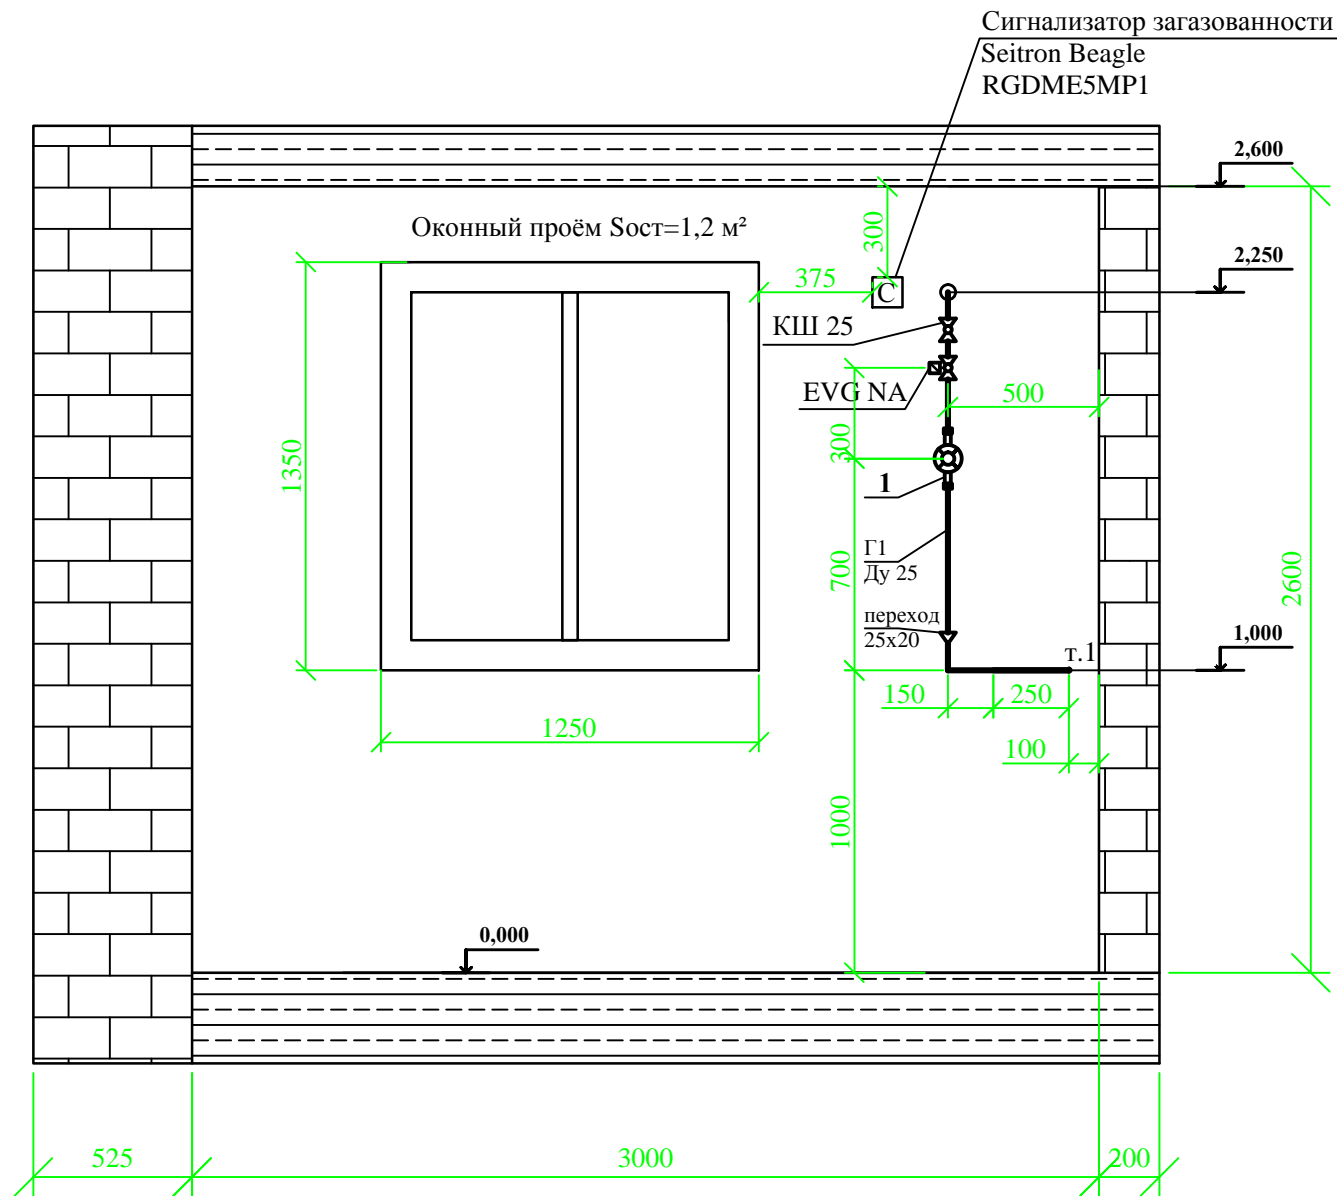 Сигнализатор загазованности
Seitron Beagle
RGDME5MP1
2,600
Оконный проём Sост=1,2 м²
300
2,250
375
С
КШ 25
EVG NA
500
300
1350
1
Г1
Ду 25
700
2600
переход
25х20
т.1
1,000
150
250
1250
100
1000
0,000
525
3000
200